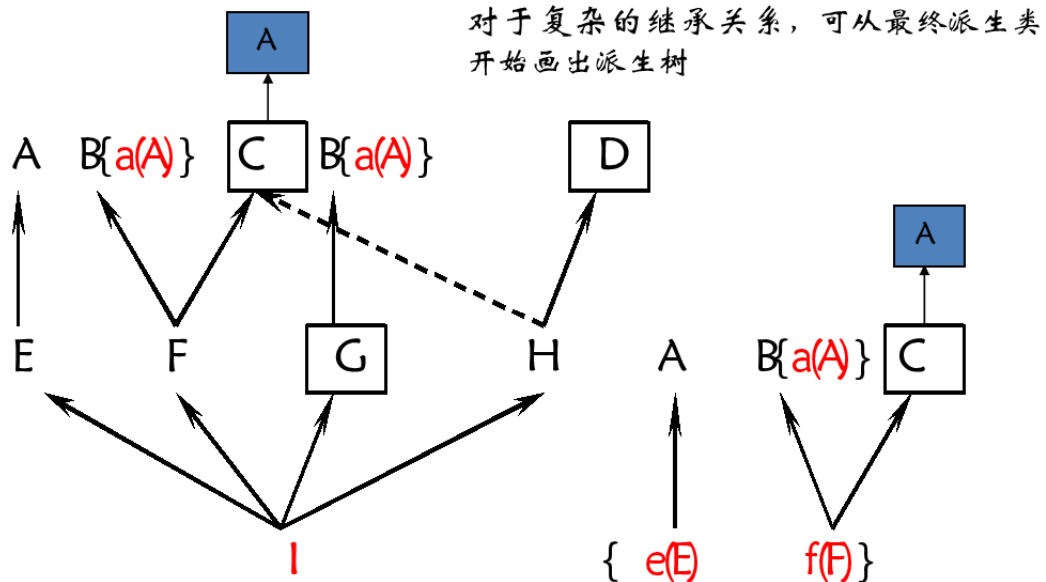 对于复杂的继承关系，可从最终派生类
开始画出派生树
A
A B{a(A)} C B{a(A)} D
A
E F G H A B{a(A)} C
I { e(E) f(F)}